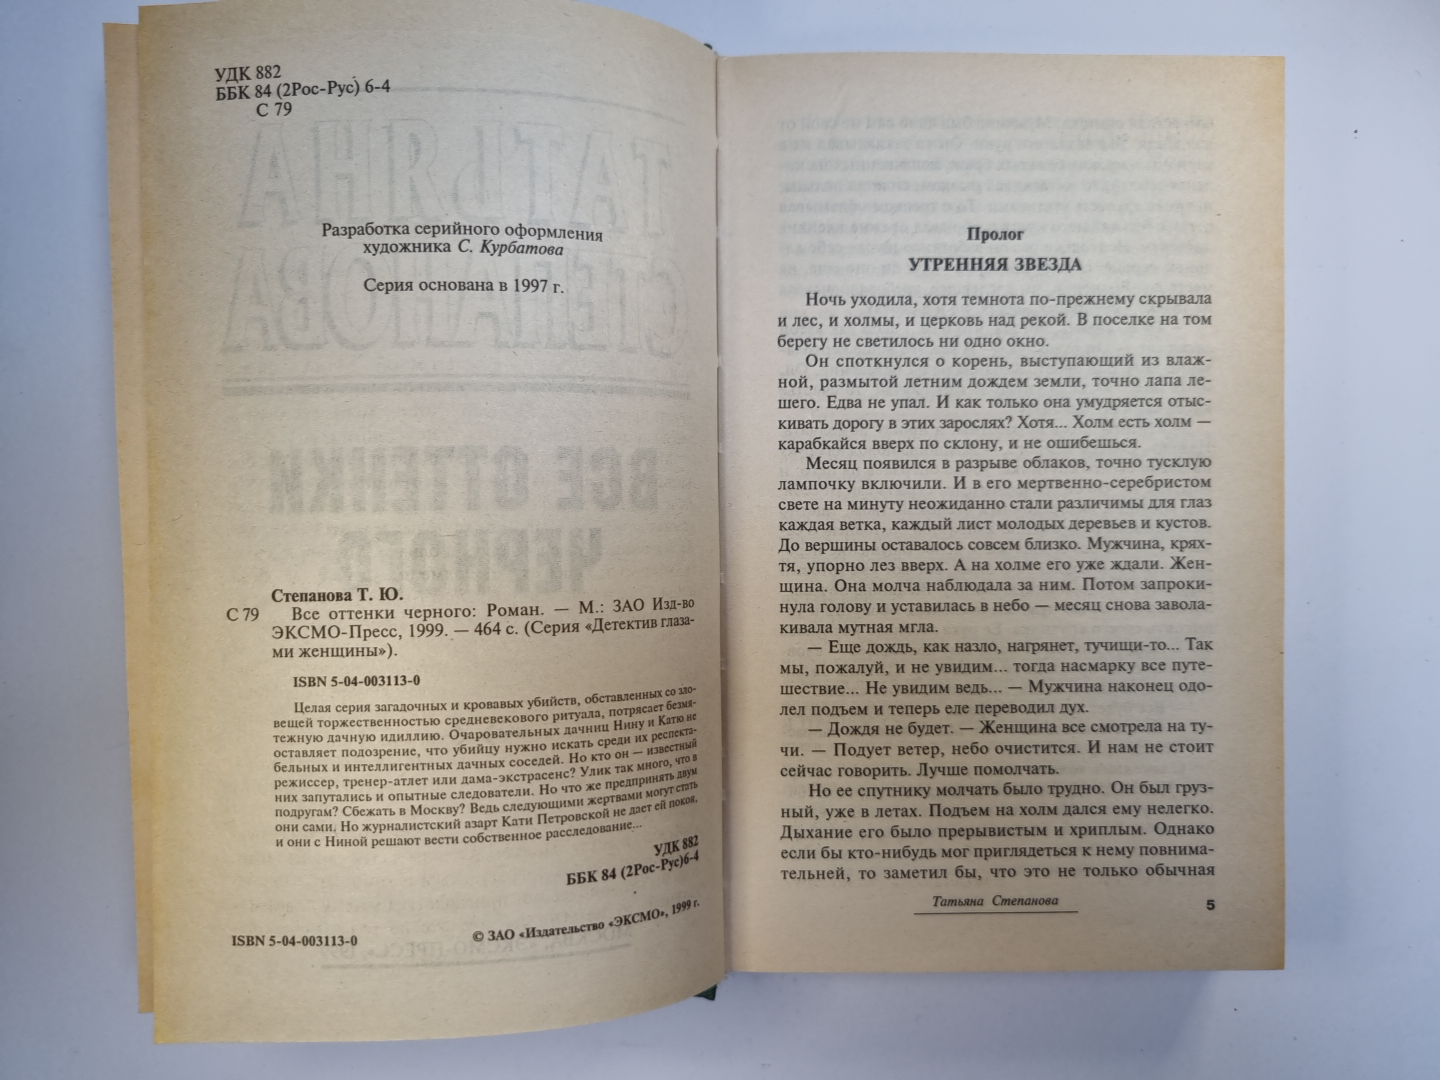 УДК 882
ББК 84 (2Рос-Рус) 6-4
С 79
Разработка серийного оформления
художника С. Курбатова
Серия основана в 1997 г.
Степанова Т. Ю.
С 79 Все оттенки черного: Роман. — М.: ЗАО Изд-во
ЭКСМО-Пресс, 1999. — 464 с. (Серия «Детектив глаза-
ми женщины»).
ISBN 5-04-003113-0
Целая серия загадочных и кровавых убийств, обставленных со зло-
вещей торжественностью средневекового ритуала, потрясает безмя-
тежную дачную идиллию. Очаровательных дачниц Нину и Катю не
оставляет подозрение, что убийцу нужно искать среди их респекта-
бельных и интеллигентных дачных соседей. Но кто он — известный
режиссер, тренер-атлет или дама-экстрасенс? Улик так много, что в
них запутались и опытные следователи. Но что же предпринять двум
подругам? Сбежать в Москву? Ведь следующими жертвами могут стать
они сами. Но журналистский азарт Кати Петровской не дает ей покоя,
и они с Ниной решают вести собственное расследование...
УДК 882
ББК 84 (2Рос-Рус)6-4
ISBN 5-04-003113-0
© ЗАО «Издательство «ЭКСМО», 1999 г.
Пролог
УТРЕННЯЯ ЗВЕЗДА
Ночь уходила, хотя темнота по-прежнему скрывала
и лес, и холмы, и церковь над рекой. В поселке на том
берегу не светилось ни одно окно.
Он споткнулся о корень, выступающий из влаж-
ной, размытой летним дождем земли, точно лапа ле-
шего. Едва не упал. И как только она умудряется отыс-
кивать дорогу в этих зарослях? Хотя... Холм есть холм —
карабкайся вверх по склону, и не ошибешься.
Месяц появился в разрыве облаков, точно тусклую
лампочку включили. И в его мертвенно-серебристом
свете на минуту неожиданно стали различимы для глаз
каждая ветка, каждый лист молодых деревьев и кустов.
До вершины оставалось совсем близко. Мужчина, крях-
тя, упорно лез вверх. А на холме его уже ждали. Жен-
щина. Она молча наблюдала за ним. Потом запроки-
нула голову и уставилась в небо — месяц снова завола-
кивала мутная мгла.
— Еще дождь, как назло, нагрянет, тучищи-то... Так
мы, пожалуй, и не увидим... тогда насмарку все путе-
шествие... Не увидим ведь... — Мужчина наконец одо-
лел подъем и теперь еле переводил дух.
— Дождя не будет. — Женщина все смотрела на ту-
чи. — Подует ветер, небо очистится. И нам не стоит
сейчас говорить. Лучше помолчать.
Но ее спутнику молчать было трудно. Он был груз-
ный, уже в летах. Подъем на холм дался ему нелегко.
Дыхание его было прерывистым и хриплым. Однако
если бы кто-нибудь мог приглядеться к нему повнима-
тельней, то заметил бы, что это не только обычная
Татьяна Степанова
5